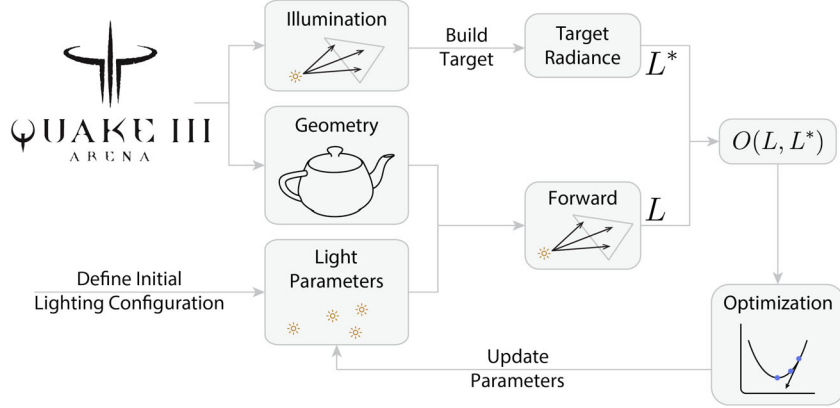 QUAKE III
ARENA
Illumination
Build
Target
Target
Radiance
L*
Geometry
O(L, L*)
Forward
L
Define Initial
Lighting Configuration
Light
Parameters
Optimization
Update
Parameters